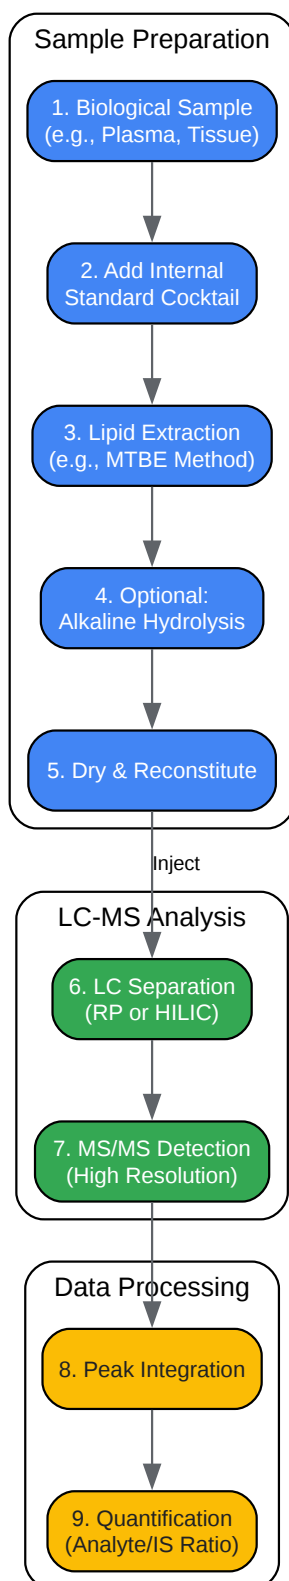 Sample Preparation
1. Biological Sample
(e.g., Plasma, Tissue)
2. Add Internal
Standard Cocktail
3. Lipid Extraction
(e.g., MTBE Method)
4. Optional:
Alkaline Hydrolysis
5. Dry & Reconstitute
Inject
LC-MS Analysis
6. LC Separation
(RP or HILIC)
7. MS/MS Detection
(High Resolution)
Data Processing
8. Peak Integration
9. Quantification
(Analyte/IS Ratio)